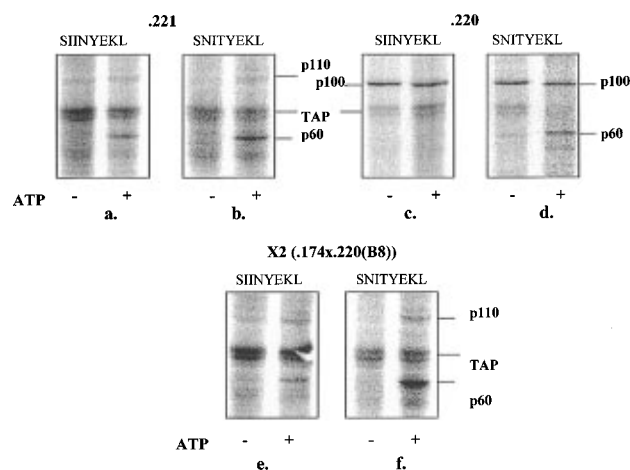 .221 .220
SIINYEKL SNITYEKL SIINYEKL SNITYEKL
p110
p100 p100
TAP
p60 p60
ATP - + - + - + - +
a. b. c. d.
X2 (.174x.220(B8))
SIINYEKL SNITYEKL
p110
TAP
p60
ATP - + - +
e. f.